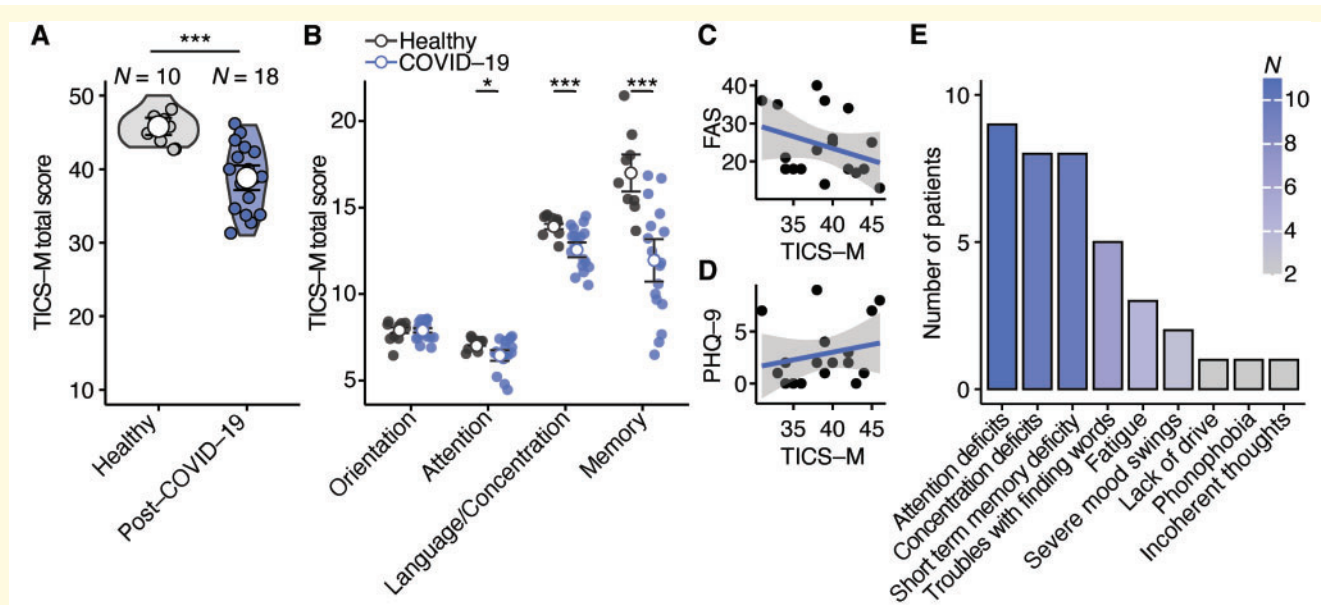 A
***
N = 10
N = 18
TICS–M total score
50
40
30
20
10
Healthy
Post–COVID–19
B
Healthy
COVID–19
*
***
***
TICS–M total score
20
15
10
5
Orientation
Attention
Language/Concentration
Memory
C
FAS
40
30
20
35 40 45
TICS–M
D
PHQ–9
5
0
35 40 45
TICS–M
E
Number of patients
10
5
0
Attention deficits
Concentration deficits
Short term memory deficity
Troubles with finding words
Fatigue
Severe mood swings
Lack of drive
Phonophobia
Incoherent thoughts
N
10
8
6
4
2